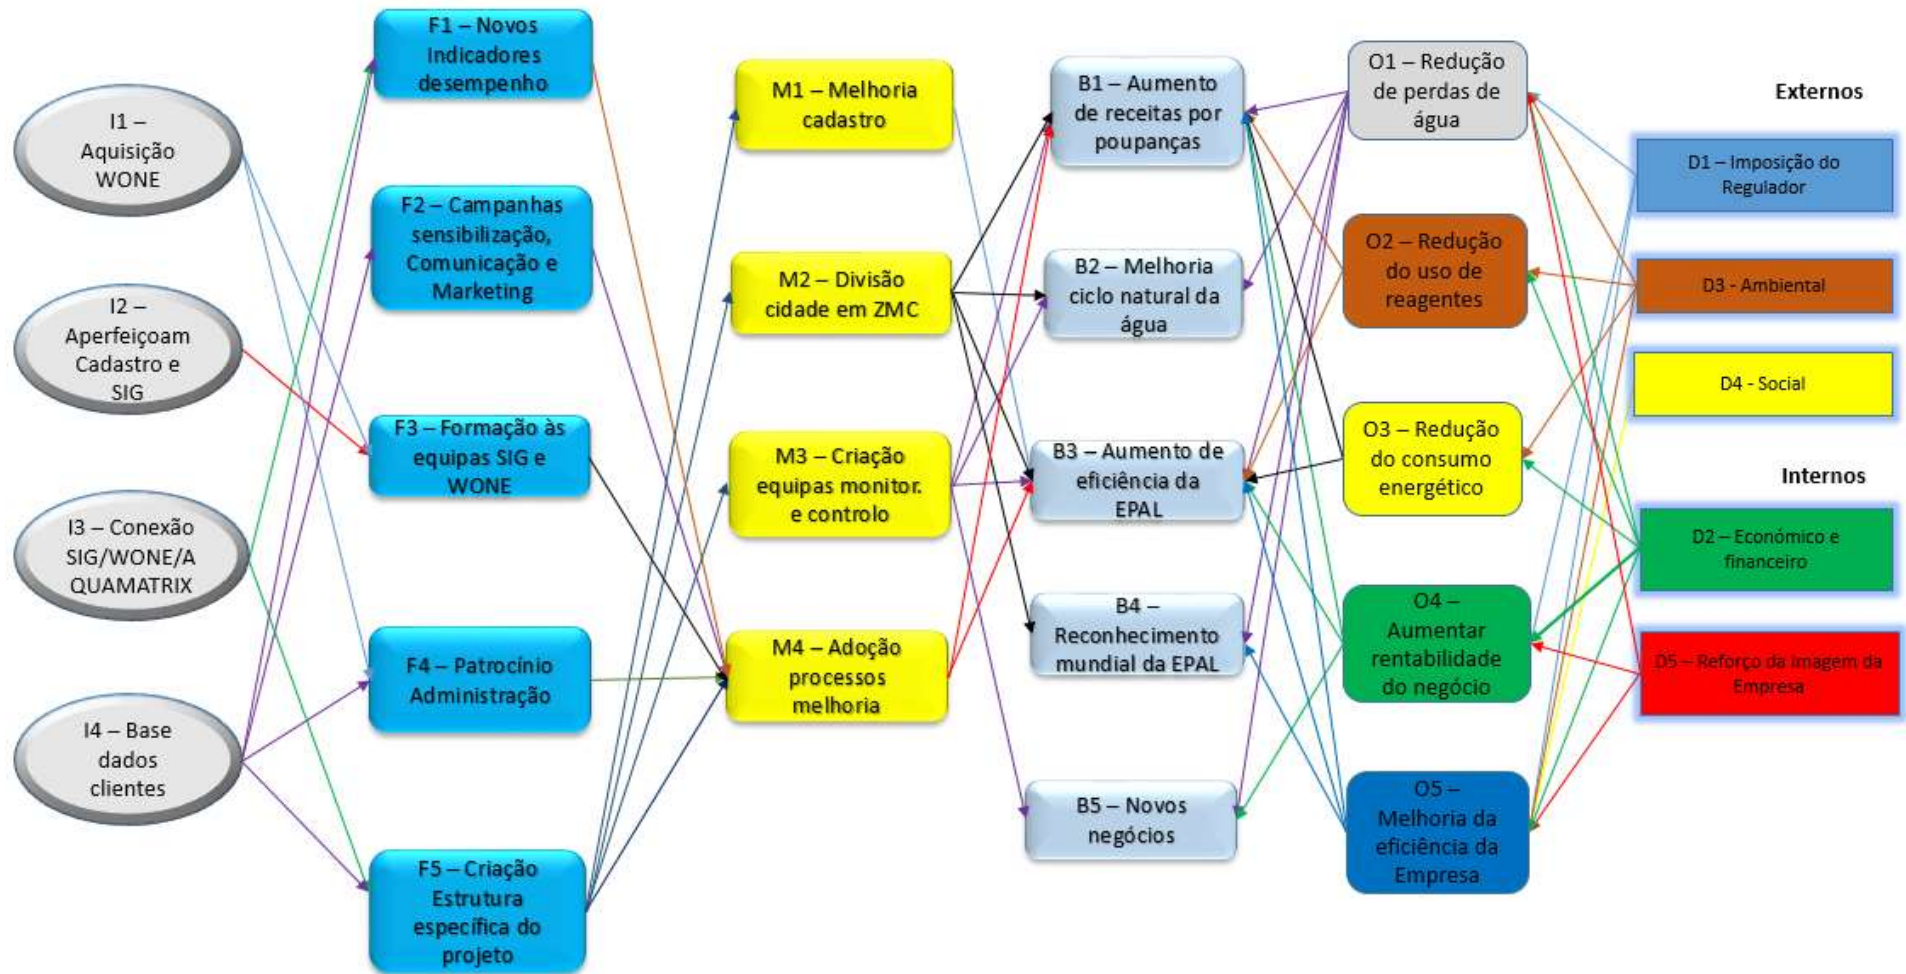 I1 –
Aquisição
WONE
I2 –
Aperfeiçoam
Cadastro e
SIG
I3 – Conexão
SIG/WONE/A
QUAMATRIX
I4 – Base
dados
clientes
F1 – Novos
Indicadores
desempenho
F2 – Campanhas
sensibilização,
Comunicação e
Marketing
F3 – Formação às
equipas SIG e
WONE
F4 – Patrocínio
Administração
F5 – Criação
Estrutura
específica do
projeto
M1 – Melhoria
cadastro
M2 – Divisão
cidade em ZMC
M3 – Criação
equipas monitor.
e controlo
M4 – Adoção
processos
melhoria
B1 – Aumento
de receitas por
poupanças
B2 – Melhoria
ciclo natural da
água
B3 – Aumento de
eficiência da
EPAL
B4 –
Reconhecimento
mundial da EPAL
B5 – Novos
negócios
O1 – Redução
de perdas de
água
O2 – Redução
do uso de
reagentes
O3 – Redução
do consumo
energético
O4 –
Aumentar
rentabilidade
do negócio
O5 –
Melhoria da
eficiência da
Empresa
Externos
D1 – Imposição do
Regulador
D3 - Ambiental
D4 - Social
Internos
D2 – Económico e
financeiro
D5 – Reforço da imagem da
Empresa